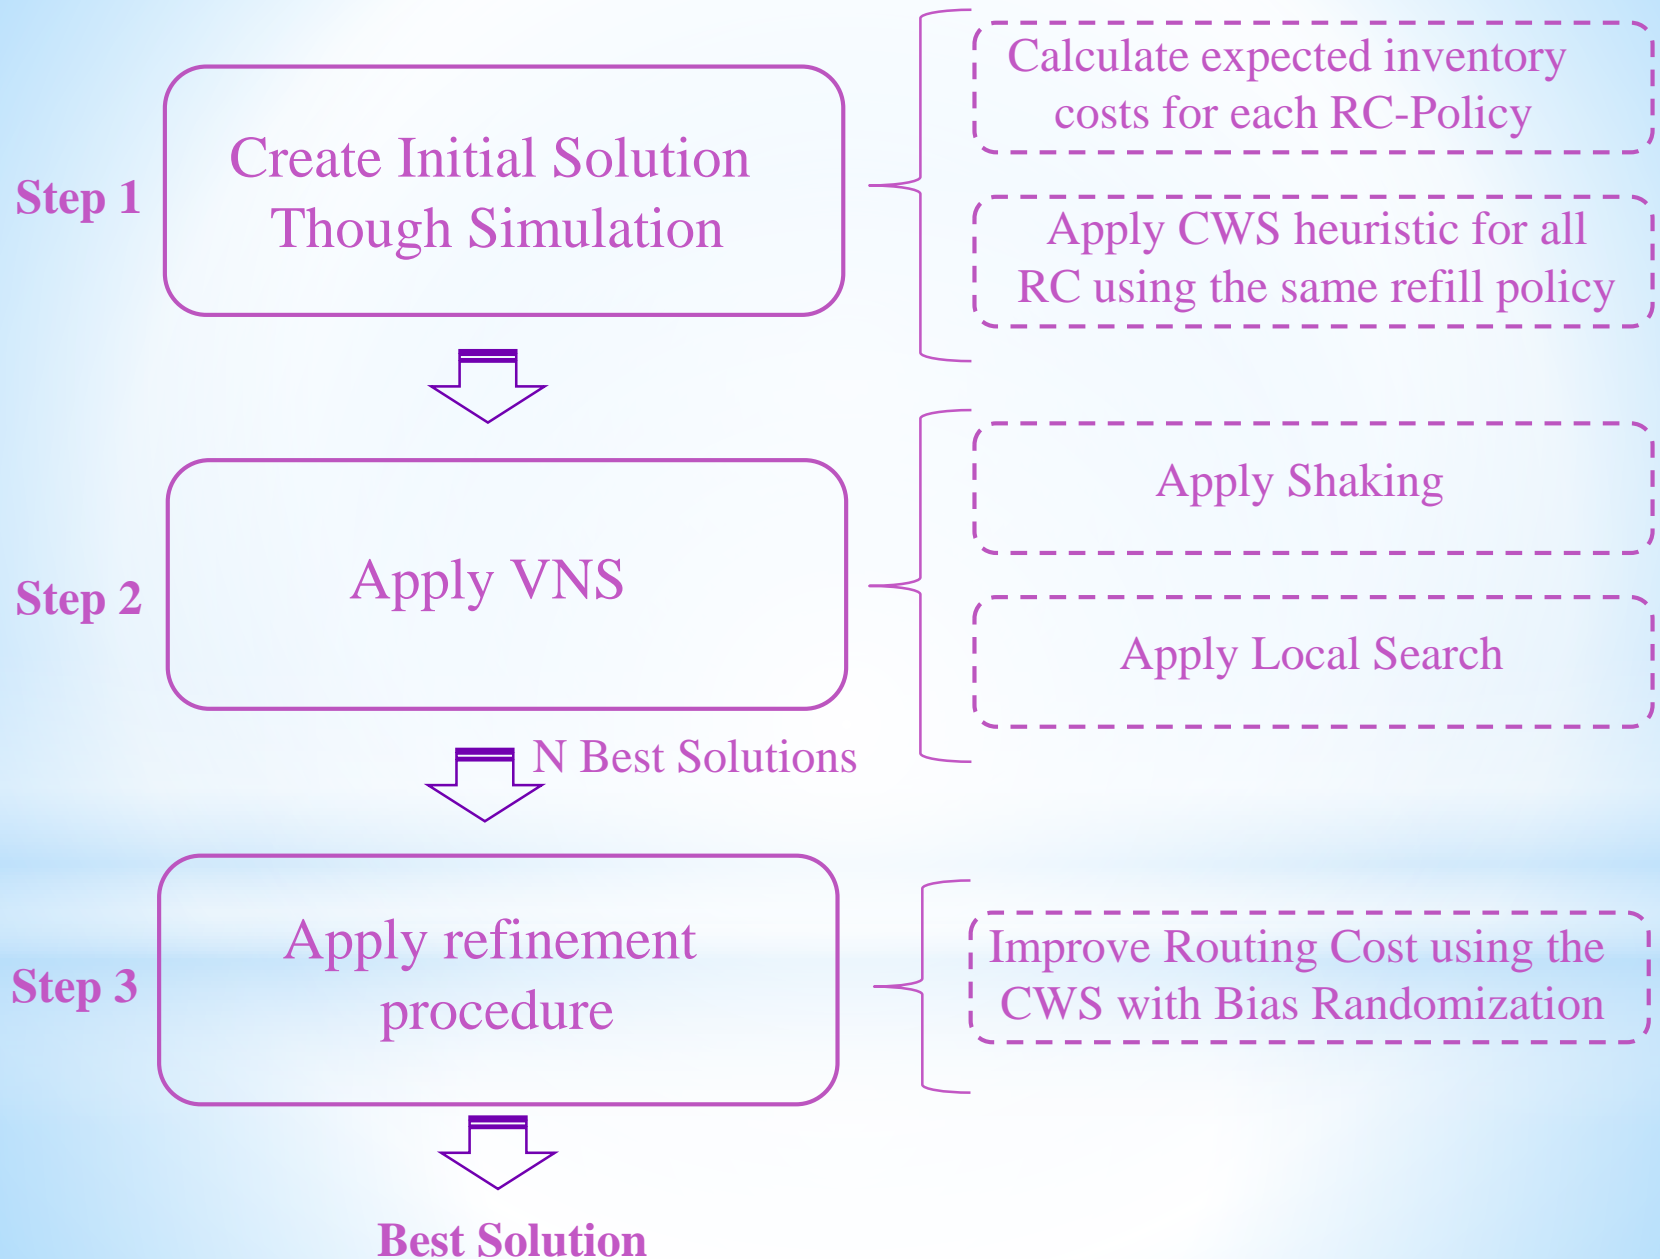 Step 1
Create Initial Solution
Though Simulation
Calculate expected inventory
costs for each RC-Policy
Apply CWS heuristic for all
RC using the same refill policy
Step 2
Apply VNS
Apply Shaking
Apply Local Search
N Best Solutions
Step 3
Apply refinement
procedure
Improve Routing Cost using the
CWS with Bias Randomization
Best Solution